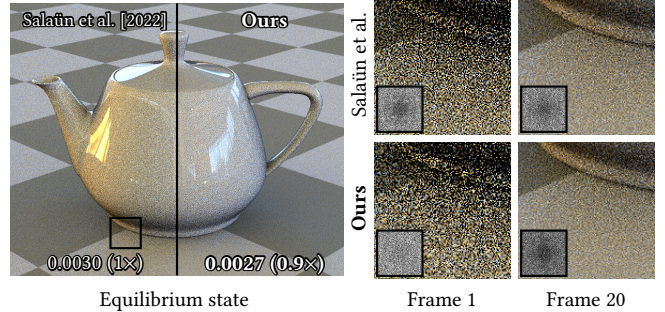 Salaün et al. [2022]
Ours
0.0030 (1×)
0.0027 (0.9×)
Equilibrium state
Salaün et al.
Ours
Frame 1
Frame 20